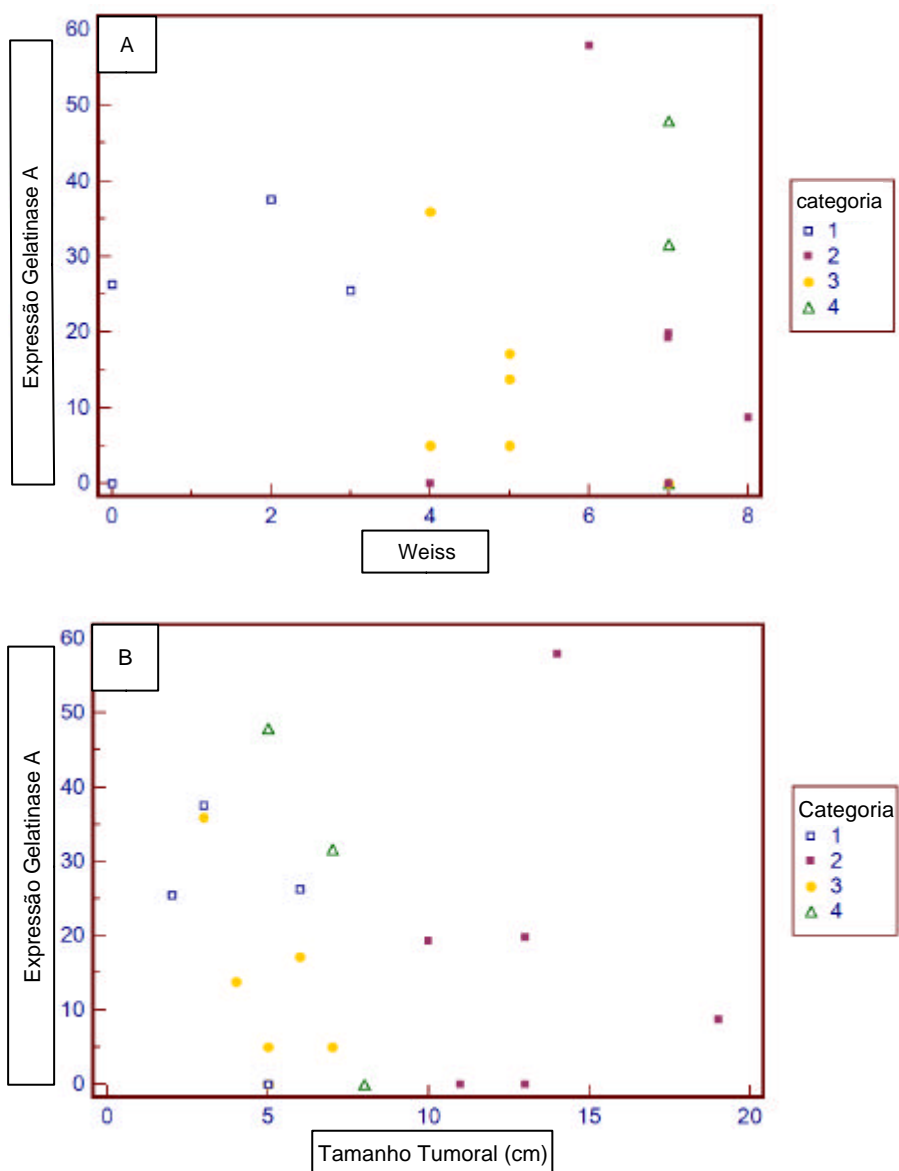 A
60
50
40
30
20
10
0
Expressão Gelatinase A
0 2 4 6 8
Weiss
categoria
1
2
3
4
B
60
50
40
30
20
10
0
Expressão Gelatinase A
0 5 10 15 20
Tamanho Tumoral (cm)
Categoria
1
2
3
4